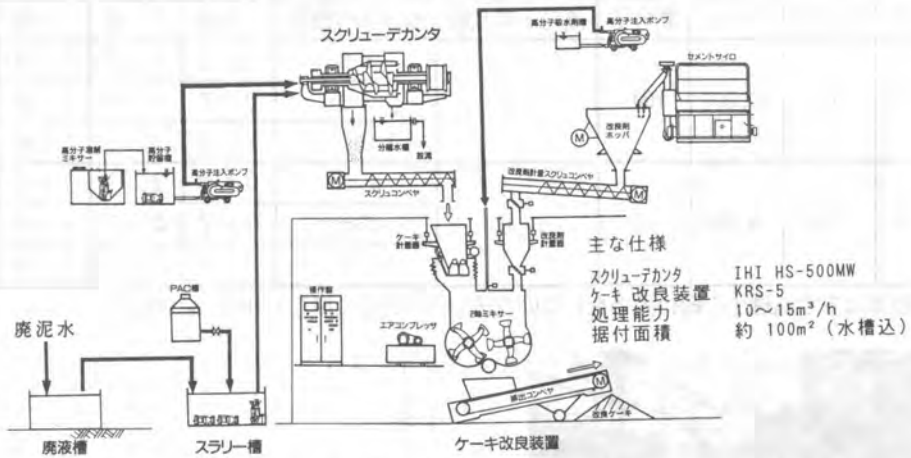 スクリューデカンタ
高分子吸水剤槽
高分子注入ポンプ
セメントサイロ
改良剤
ホッパ
M
分離水槽
放流
高分子溶解
ミキサー
高分子
貯留槽
高分子注入ポンプ
M
スクリュコンベヤ
改良剤計量スクリュコンベヤ
M
ケーキ
計量器
改良剤
計量器
主な仕様
スクリューデカンタ IHI HS-500MW
ケーキ 改良装置 KRS-5
処理能力 10～15m³/h
据付面積 約 100m² (水槽込)
PAC槽
操作盤
エアコンプレッサ
2軸ミキサー
廃泥水
M
排出コンベヤ
改良ケーキ
廃液槽
スラリー槽
ケーキ改良装置